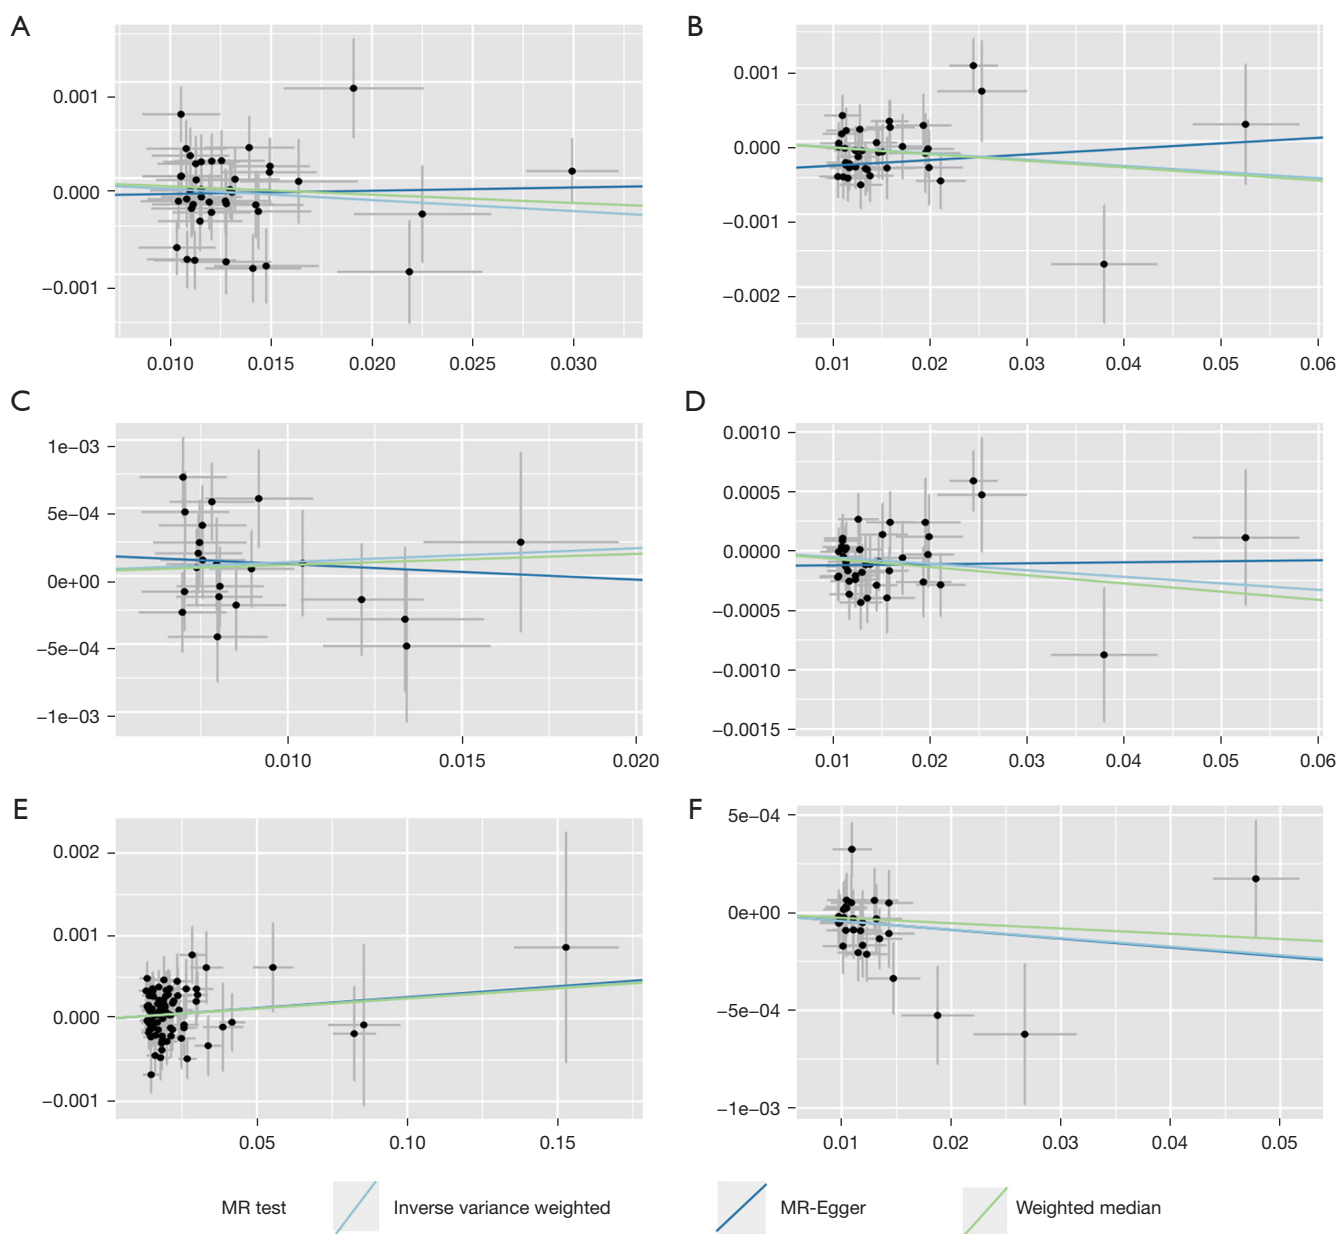 A
0.001
0.000
−0.001
0.010 0.015 0.020 0.025 0.030
B
0.001
0.000
−0.001
−0.002
0.01 0.02 0.03 0.04 0.05 0.06
C
1e−03
5e−04
0e+00
−5e−04
−1e−03
0.010 0.015 0.020
D
0.0010
0.0005
0.0000
−0.0005
−0.0010
−0.0015
0.01 0.02 0.03 0.04 0.05 0.06
E
0.002
0.001
0.000
−0.001
0.05 0.10 0.15
F
5e−04
0e+00
−5e−04
−1e−03
0.01 0.02 0.03 0.04 0.05
MR test Inverse variance weighted MR-Egger Weighted median